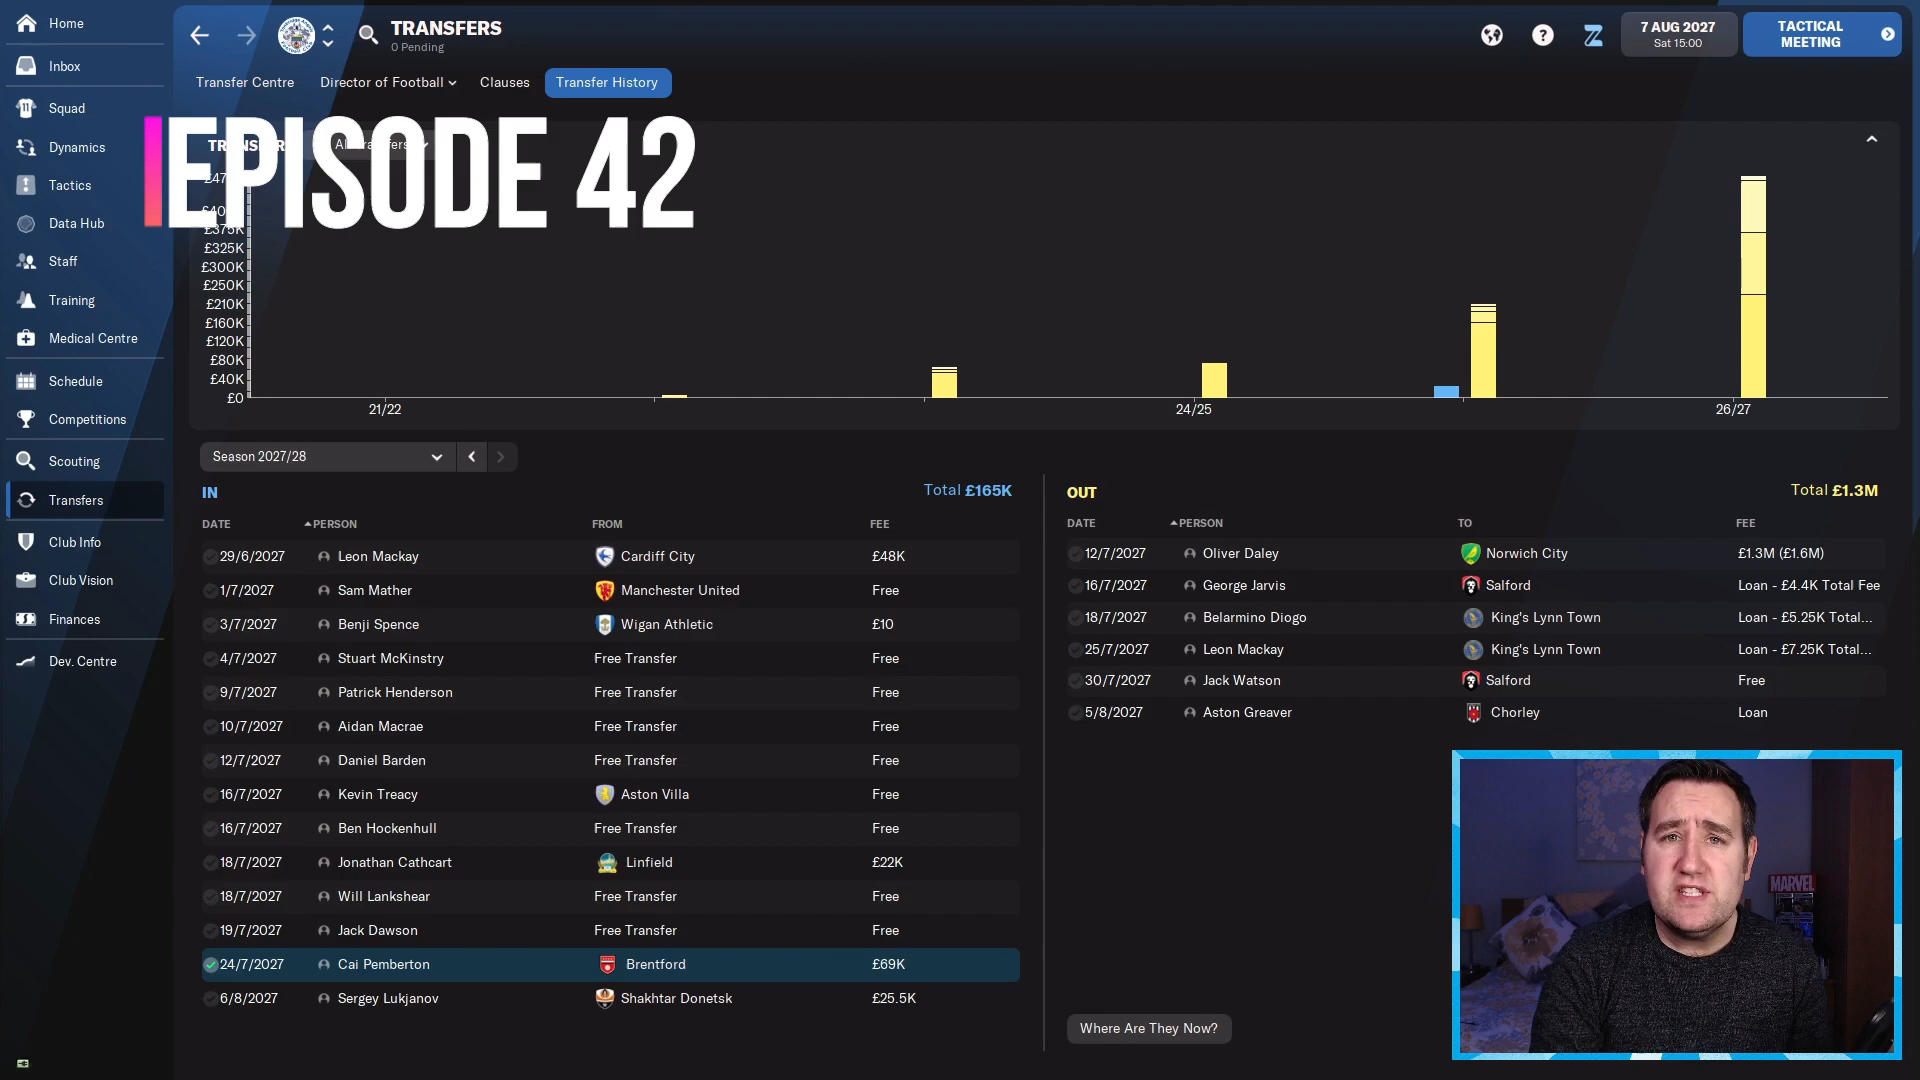 Home
Inbox
Squad
Dynamics
Tactics
Data Hub
Staff
Training
Medical Centre
Schedule
Competitions
Scouting
Transfers
Club Info
Club Vision
Finances
Dev. Centre
TRANSFERS
0 Pending
7 AUG 2027
Sat 15:00
TACTICAL MEETING
Transfer Centre
Director of Football
Clauses
Transfer History
EPISODE 42
£375K
£325K
£300K
£250K
£210K
£160K
£120K
£80K
£40K
£0
21/22
24/25
26/27
Season 2027/28
IN
Total £165K
DATE PERSON FROM FEE
29/6/2027 Leon Mackay Cardiff City £48K
1/7/2027 Sam Mather Manchester United Free
3/7/2027 Benji Spence Wigan Athletic £10
4/7/2027 Stuart McKinstry Free Transfer Free
9/7/2027 Patrick Henderson Free Transfer Free
10/7/2027 Aidan Macrae Free Transfer Free
12/7/2027 Daniel Barden Free Transfer Free
16/7/2027 Kevin Treacy Aston Villa Free
16/7/2027 Ben Hockenhull Free Transfer Free
18/7/2027 Jonathan Cathcart Linfield £22K
18/7/2027 Will Lankshear Free Transfer Free
19/7/2027 Jack Dawson Free Transfer Free
24/7/2027 Cai Pemberton Brentford £69K
6/8/2027 Sergey Lukjanov Shakhtar Donetsk £25.5K
OUT
Total £1.3M
DATE PERSON TO FEE
12/7/2027 Oliver Daley Norwich City £1.3M (£1.6M)
16/7/2027 George Jarvis Salford Loan - £4.4K Total Fee
18/7/2027 Belarmino Diogo King's Lynn Town Loan - £5.25K Total...
25/7/2027 Leon Mackay King's Lynn Town Loan - £7.25K Total...
30/7/2027 Jack Watson Salford Free
5/8/2027 Aston Greaver Chorley Loan
Where Are They Now?
MARVEL